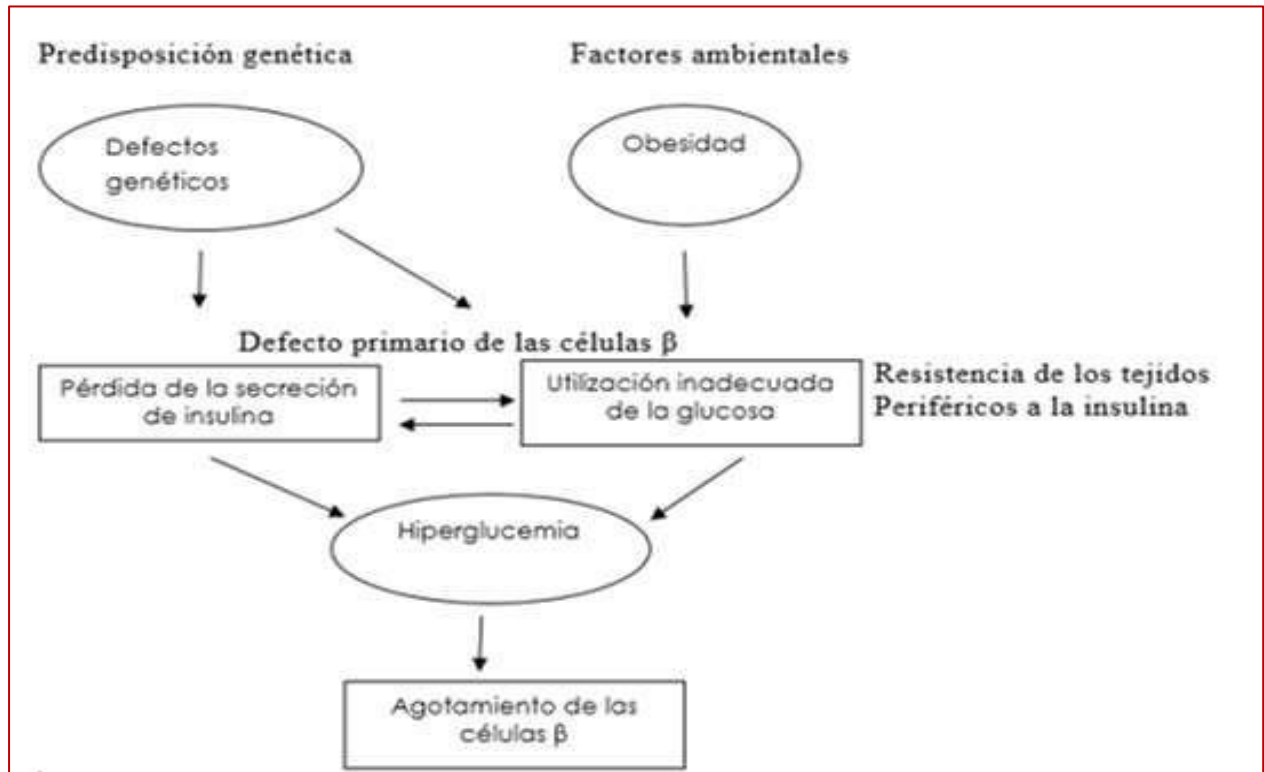 Predisposición genética
Factores ambientales
Defectos
genéticos
Obesidad
Defecto primario de las células β
Pérdida de la secreción
de insulina
Utilización inadecuada
de la glucosa
Resistencia de los tejidos
Periféricos a la insulina
Hiperglucemia
Agotamiento de las
células β